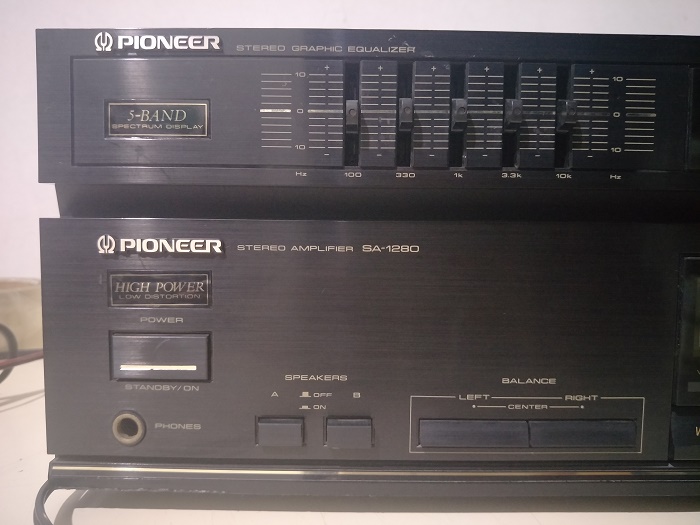 PIONEER STEREO GRAPHIC EQUALIZER
5-BAND
SPECTRUM DISPLAY
+ + + + +
10 10
0 0
10 10
- - - - -
Hz 100 330 1k 3.3k 10k Hz
PIONEER STEREO AMPLIFIER SA-1280
HIGH POWER
LOW DISTORTION
POWER
STANDBY/ON
PHONES
SPEAKERS
A OFF B
ON
BALANCE
LEFT RIGHT
CENTER